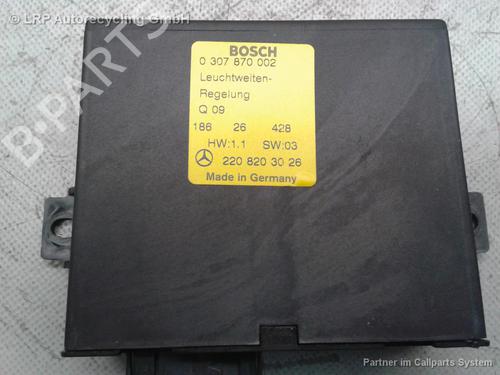 © LRP Autorecycling GmbH
B-PARTS
BOSCH
0 307 870 002
Leuchtweiten-
Regelung
Q 09
186 26 428
HW:1.1 SW:03
220 820 30 26
Made in Germany
Partner im Callparts System